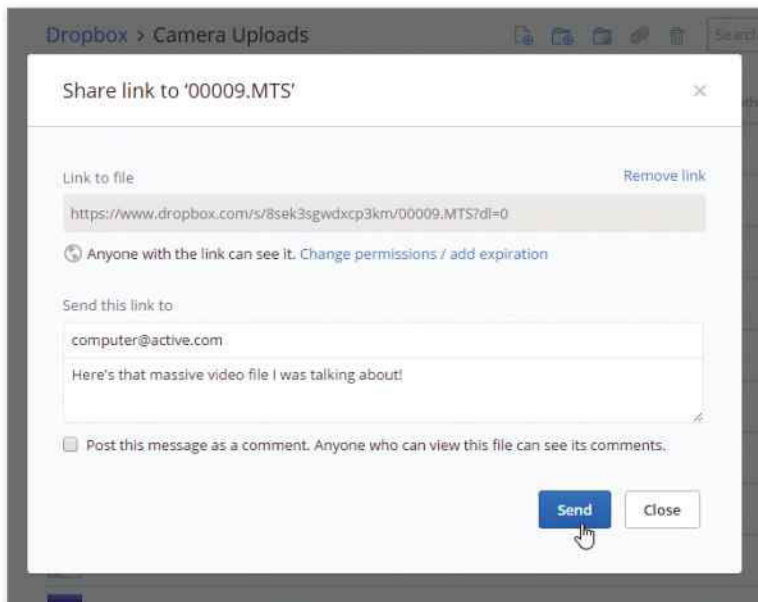 Dropbox > Camera Uploads
Share link to '00009.MTS'
Link to file
Remove link
https://www.dropbox.com/s/8sek3sgwdxcp3km/00009.MTS?dl=0
Anyone with the link can see it. Change permissions / add expiration
Send this link to
computer@active.com
Here's that massive video file I was talking about!
Post this message as a comment. Anyone who can view this file can see its comments.
Send
Close